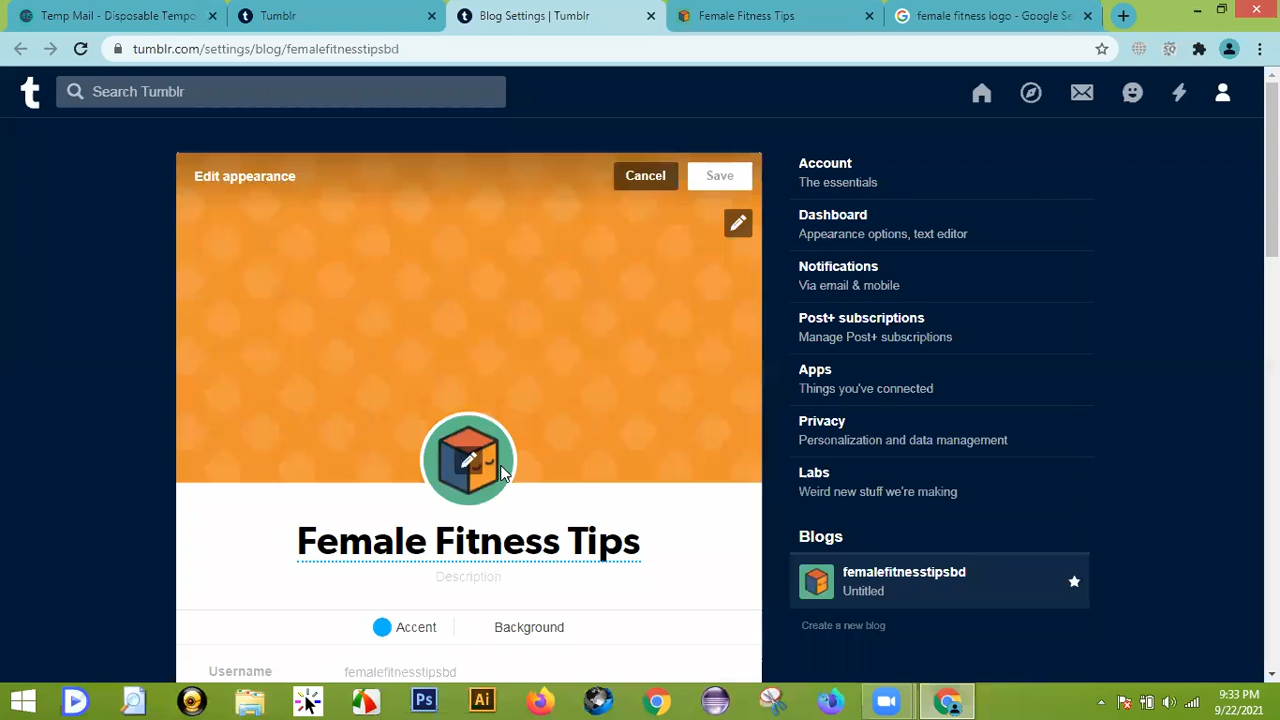 Temp Mail - Disposable Tempo
Tumblr
Blog Settings | Tumblr
Female Fitness Tips
female fitness logo - Google Se
tumblr.com/settings/blog/femalefitnesstipsbd
t
Search Tumblr
Edit appearance
Cancel
Save
Female Fitness Tips
Description
Accent
Background
Username
femalefitnesstipsbd
Account
The essentials
Dashboard
Appearance options, text editor
Notifications
Via email & mobile
Post+ subscriptions
Manage Post+ subscriptions
Apps
Things you've connected
Privacy
Personalization and data management
Labs
Weird new stuff we're making
Blogs
femalefitnesstipsbd
Untitled
Create a new blog
Ps
Ai
9:33 PM
9/22/2021